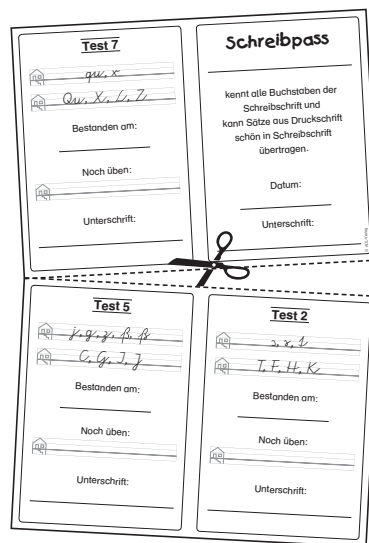 Test 7
qu, x
Qu, X, L, Z
Bestanden am:
Noch üben:
Unterschrift:
Schreibpass
kennt alle Buchstaben der
Schreibschrift und
kann Sätze aus Druckschrift
schön in Schreibschrift
übertragen.
Datum:
Unterschrift:
Test 5
j, g, z, ß, ß
C, G, I, J
Bestanden am:
Noch üben:
Unterschrift:
Test 2
T, F, H, K
Bestanden am:
Noch üben:
Unterschrift: